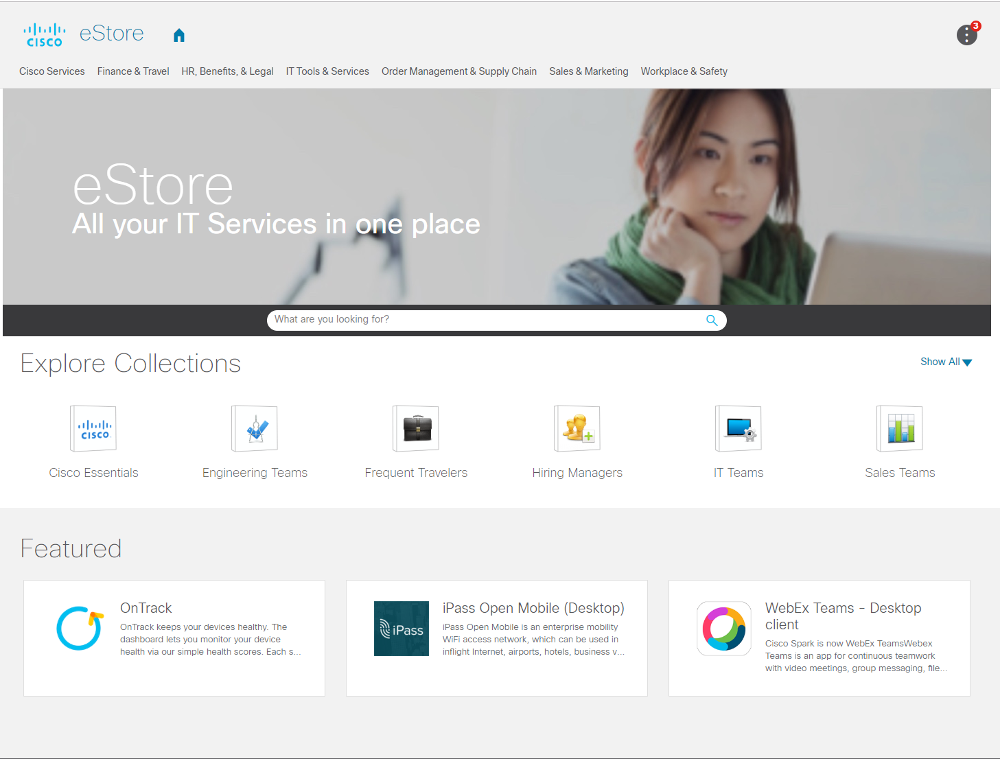 CISCO
eStore
3
Cisco Services Finance & Travel HR, Benefits, & Legal IT Tools & Services Order Management & Supply Chain Sales & Marketing Workplace & Safety
eStore
All your IT Services in one place
What are you looking for?
Explore Collections
Show All
CISCO
Cisco Essentials
Engineering Teams
Frequent Travelers
Hiring Managers
IT Teams
Sales Teams
Featured
OnTrack
OnTrack keeps your devices healthy. The
dashboard lets you monitor your device
health via our simple health scores. Each s...
iPass
iPass Open Mobile (Desktop)
iPass Open Mobile is an enterprise mobility
WiFi access network, which can be used in
inflight Internet, airports, hotels, business v...
WebEx Teams - Desktop
client
Cisco Spark is now WebEx TeamsWebex
Teams is an app for continuous teamwork
with video meetings, group messaging, file...